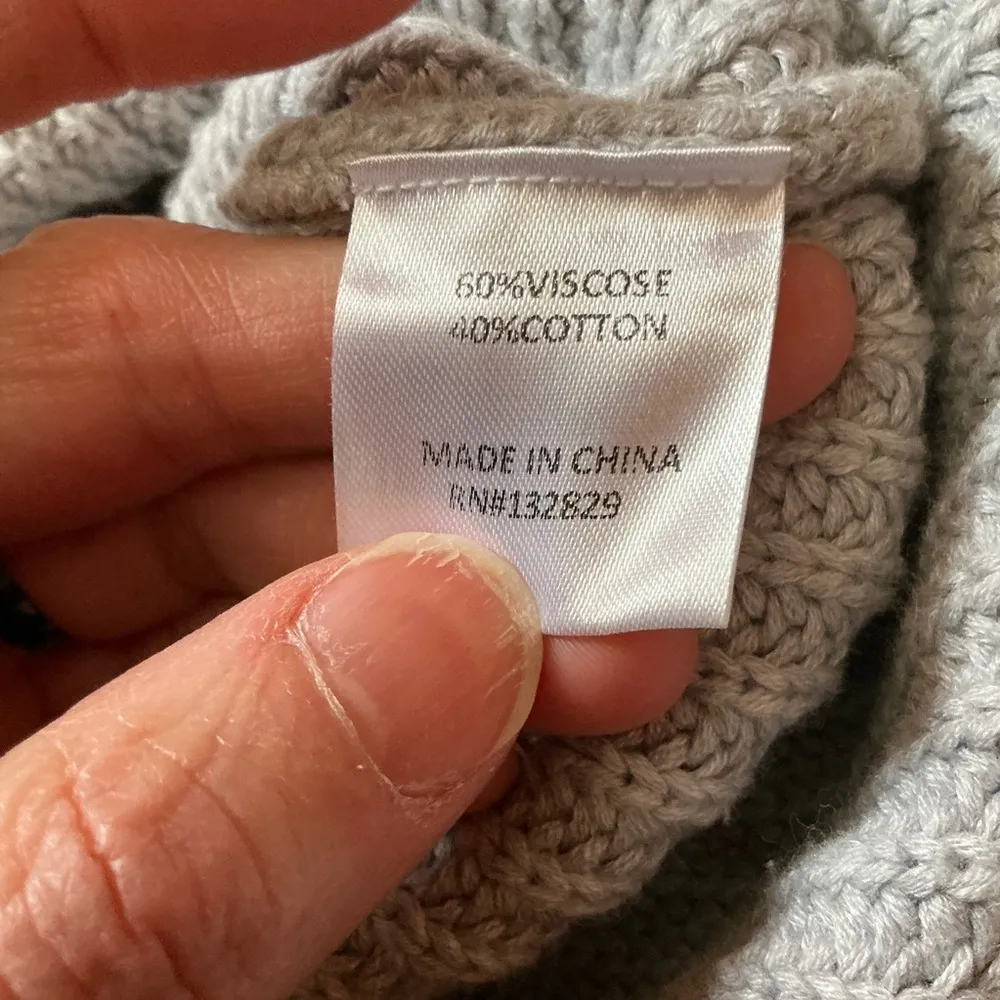 60%VISCOSE
40%COTTON
MADE IN CHINA
RN#132829